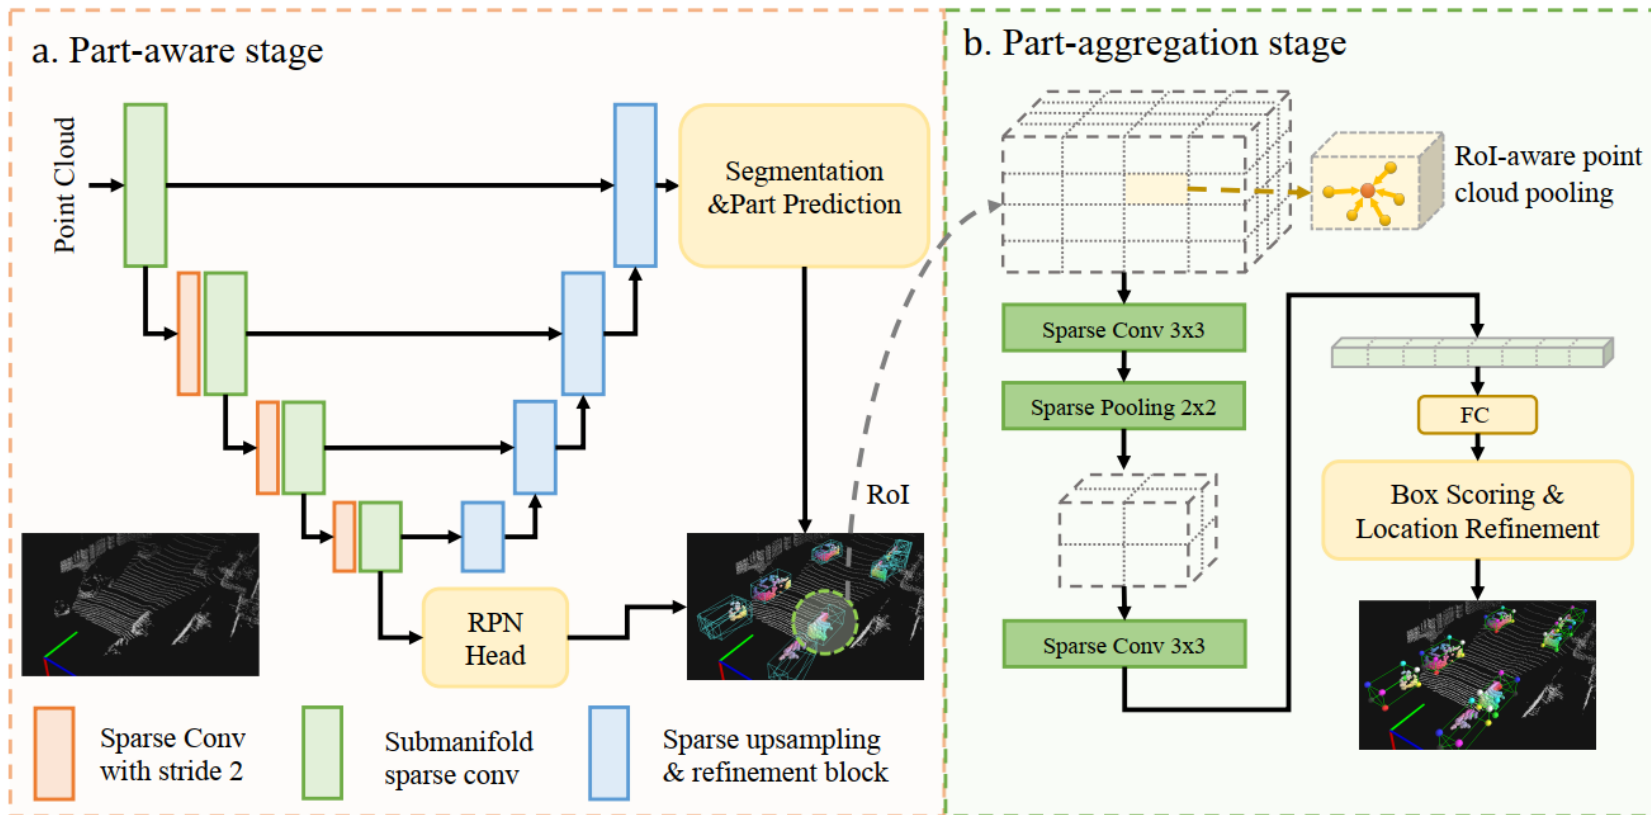 a. Part-aware stage
Point Cloud
Segmentation
&Part Prediction
RoI
RPN
Head
Sparse Conv
with stride 2
Submanifold
sparse conv
Sparse upsampling
& refinement block
b. Part-aggregation stage
RoI-aware point
cloud pooling
Sparse Conv 3x3
Sparse Pooling 2x2
Sparse Conv 3x3
FC
Box Scoring &
Location Refinement